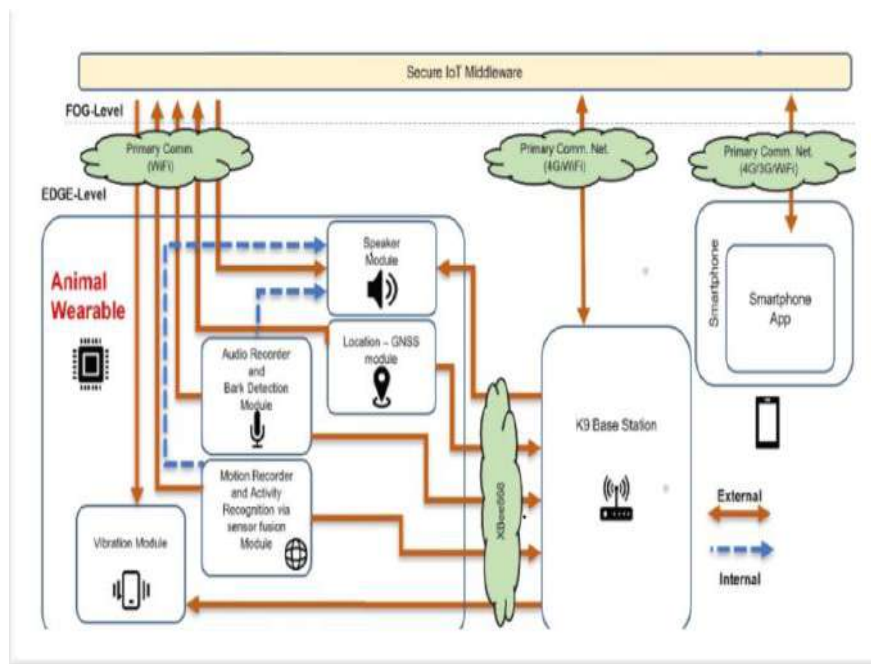 Secure IoT Middleware
FOG-Level
Primary Comm.
(WiFi)
Primary Comm. Net.
(4G/WiFi)
Primary Comm. Net.
(4G/3G/WiFi)
EDGE-Level
Animal
Wearable
Speaker
Module
Location – GNSS
module
Audio Recorder
and
Bark Detection
Module
Motion Recorder
and Activity
Recognition via
sensor fusion
Module
Vibration Module
K9 Base Station
Smartphone
Smartphone
App
External
Internal